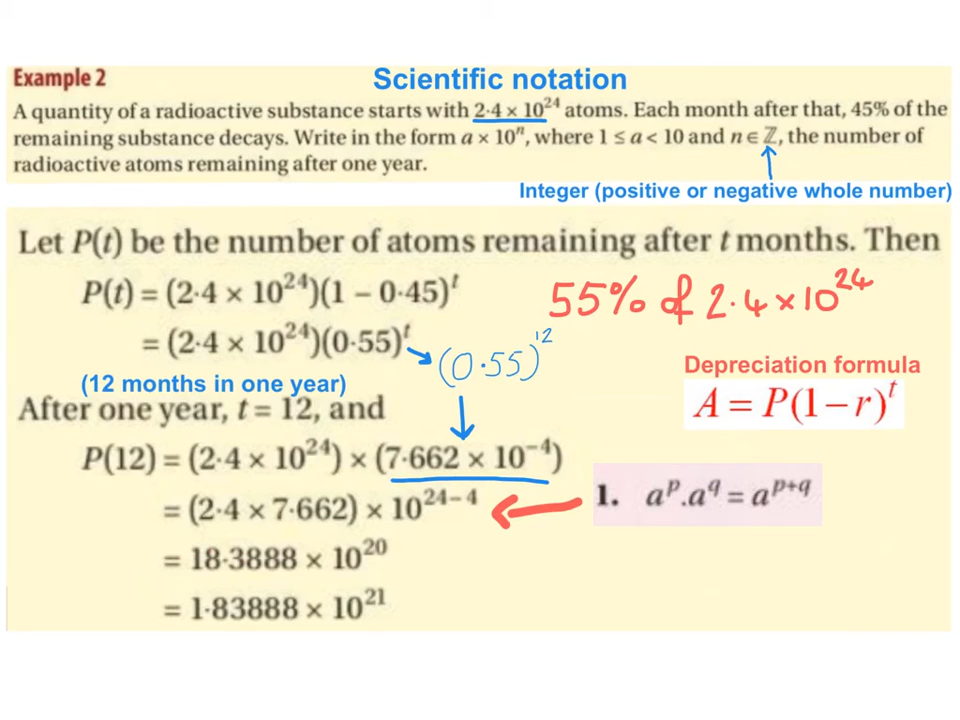 Example 2
Scientific notation
A quantity of a radioactive substance starts with 2·4 × 10²⁴ atoms. Each month after that, 45% of the
remaining substance decays. Write in the form a × 10ⁿ, where 1 ≤ a < 10 and n ∈ ℤ, the number of
radioactive atoms remaining after one year.
Integer (positive or negative whole number)
Let P(t) be the number of atoms remaining after t months. Then
P(t) = (2·4 × 10²⁴)(1 – 0·45)ᵗ
55% of 2·4 × 10²⁴
= (2·4 × 10²⁴)(0·55)ᵗ
(0·55)¹²
(12 months in one year)
Depreciation formula
After one year, t = 12, and
A = P(1 – r)ᵗ
P(12) = (2·4 × 10²⁴) × (7·662 × 10⁻⁴)
1. aᵖ.a^q = a^(p+q)
= (2·4 × 7·662) × 10²⁴⁻⁴
= 18·3888 × 10²⁰
= 1·83888 × 10²¹